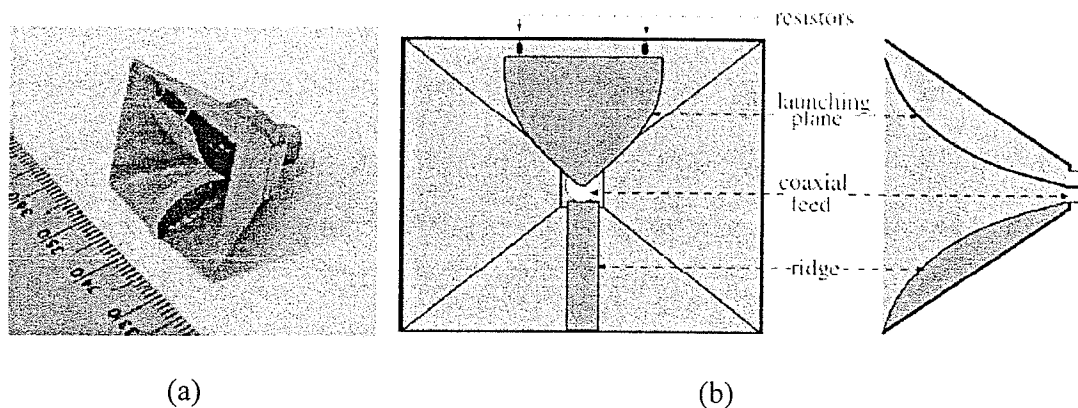 resistors
launching
plane
coaxial
feed
ridge
(a)
(b)